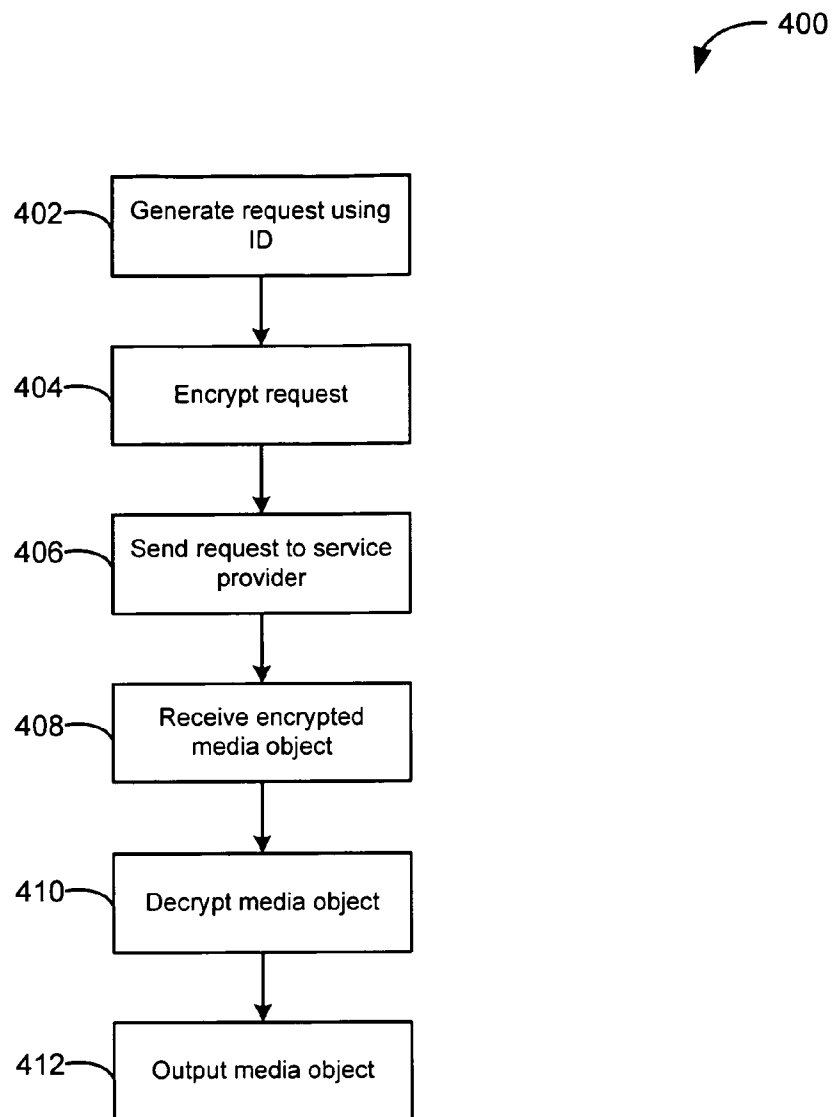 400
402
Generate request using
ID
404
Encrypt request
406
Send request to service
provider
408
Receive encrypted
media object
410
Decrypt media object
412
Output media object